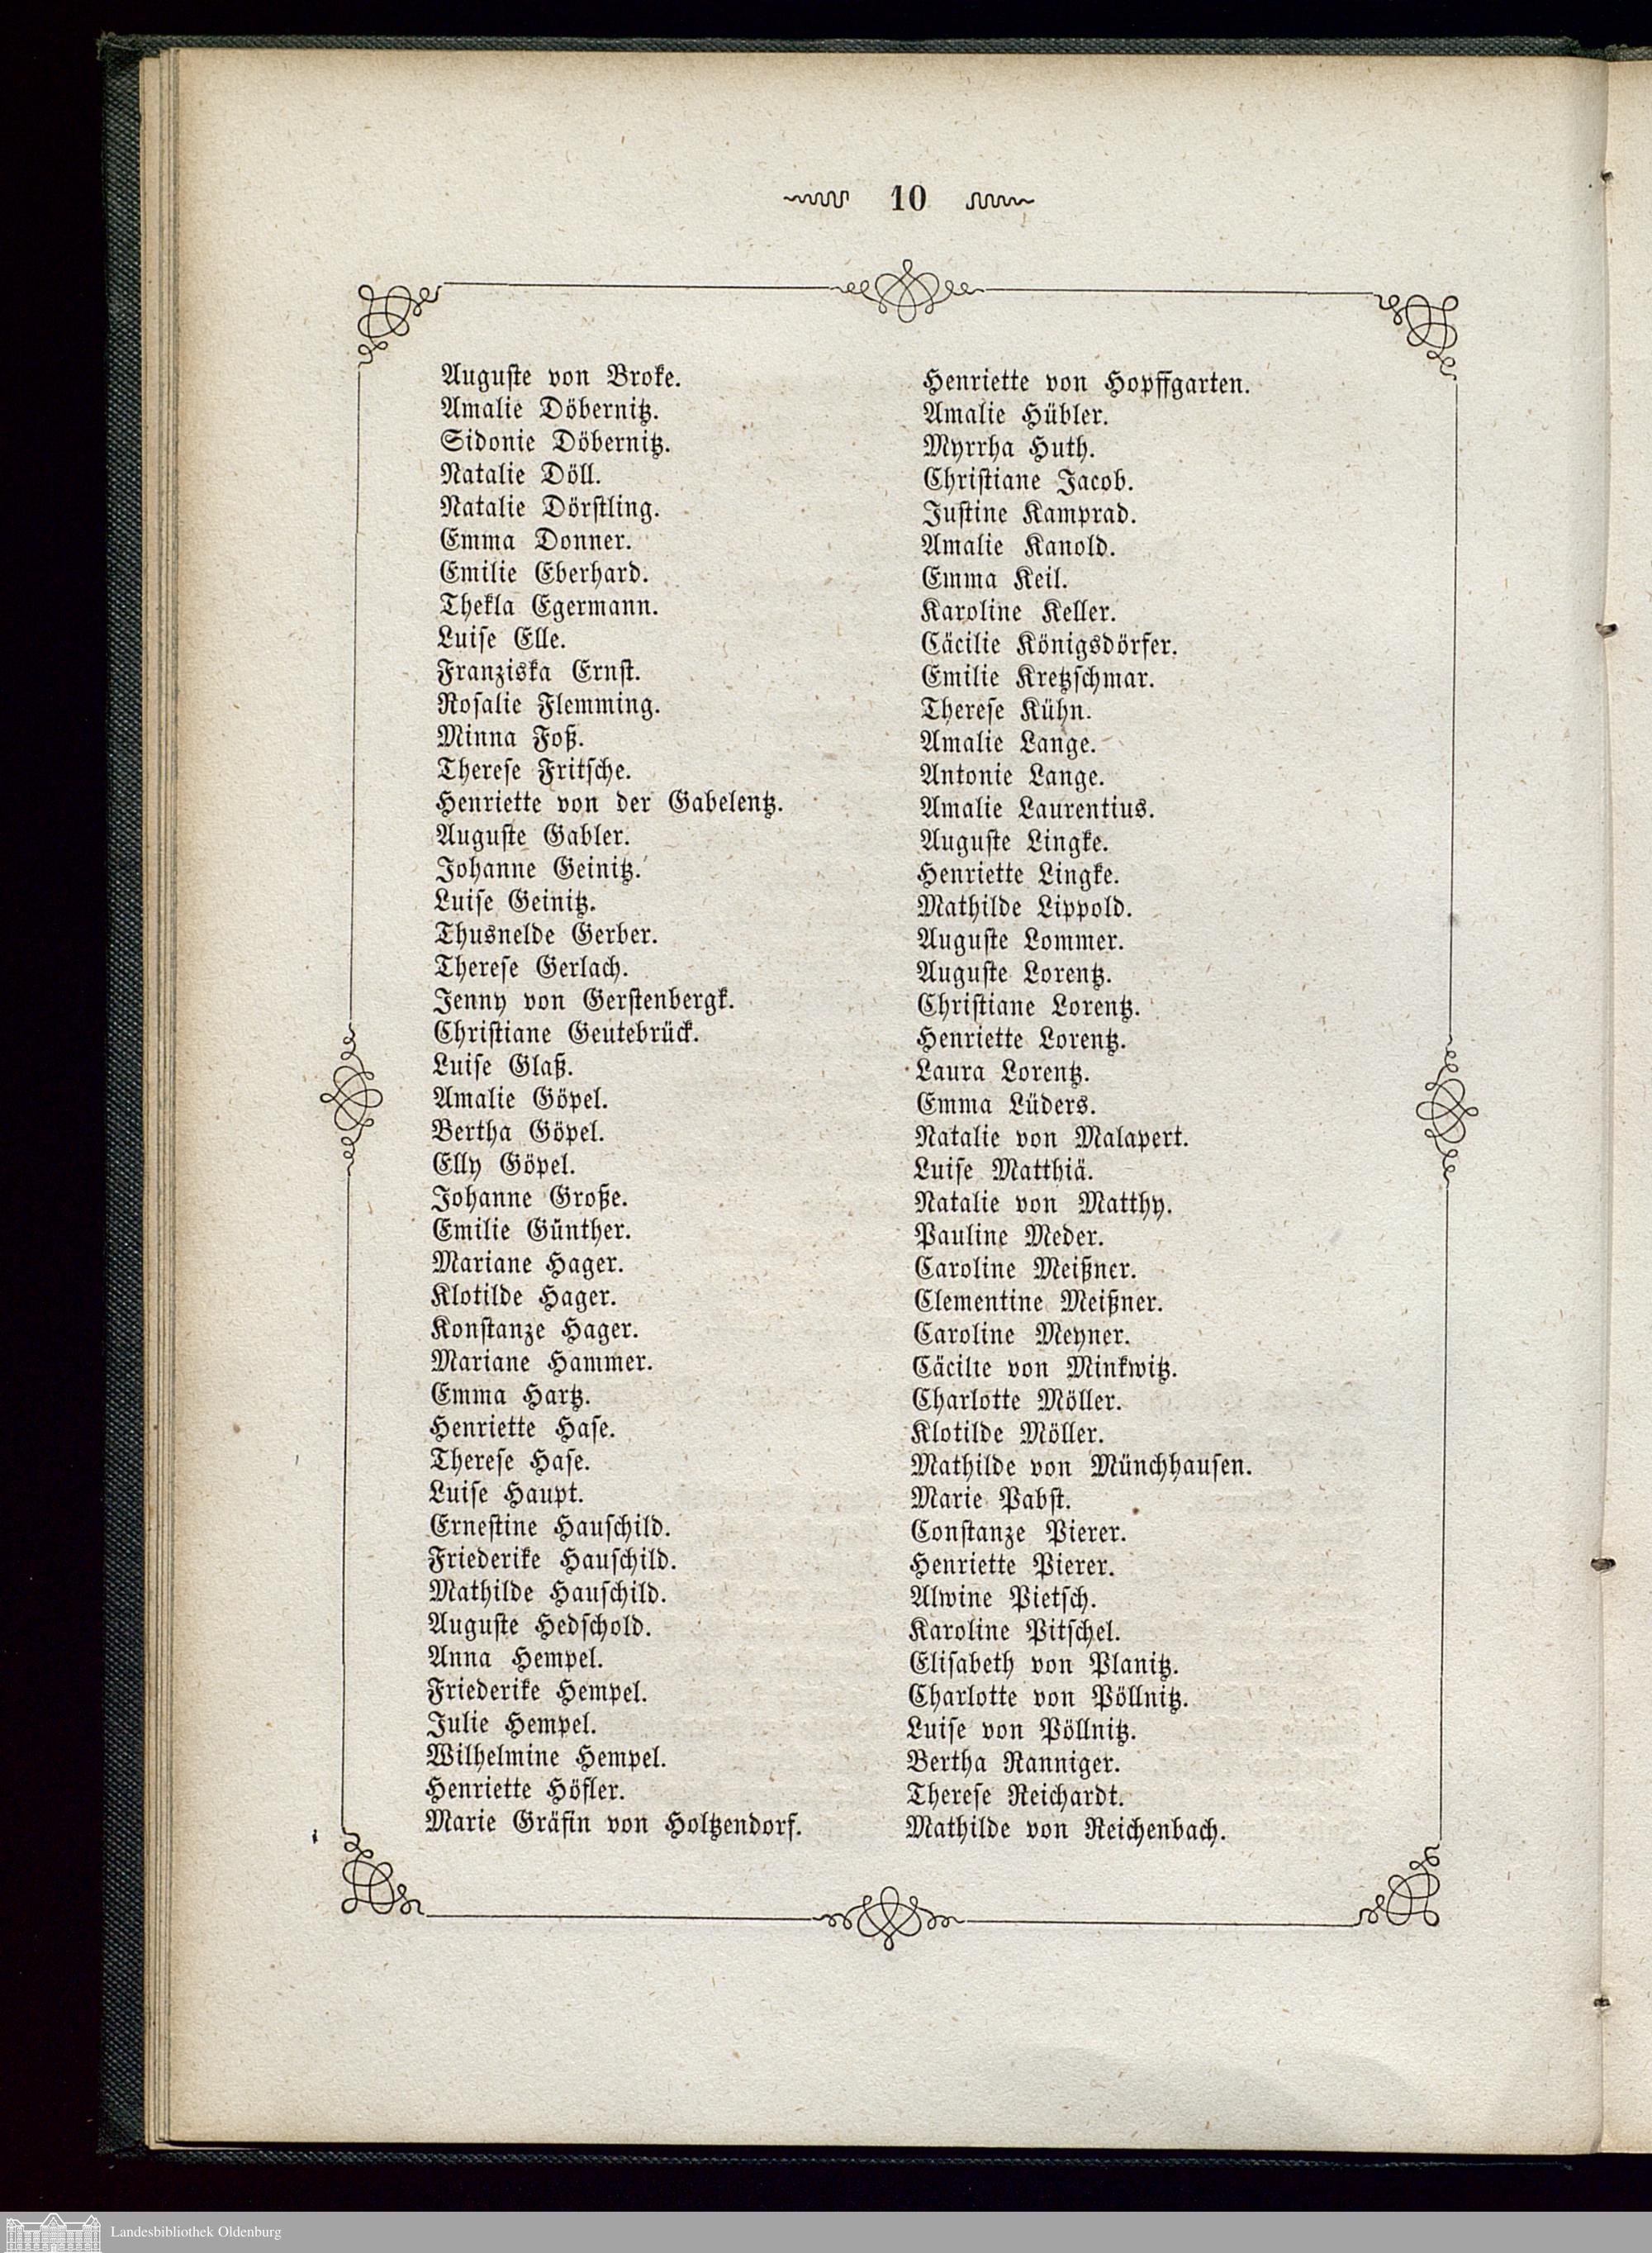 10
Auguste von Broke.
Amalie Döbernitz.
Sidonie Döbernitz.
Natalie Döll.
Natalie Dörstling.
Emma Donner.
Emilie Eberhard.
Thekla Egermann.
Luise Elle.
Franziska Ernst.
Rosalie Flemming.
Minna Foß.
Therese Fritsche.
Henriette von der Gabelentz.
Auguste Gabler.
Johanne Geinitz.
Luise Geinitz.
Thusnelde Gerber.
Therese Gerlach.
Jenny von Gerstenbergk.
Christiane Geutebrück.
Luise Glaß.
Amalie Göpel.
Bertha Göpel.
Elly Göpel.
Johanne Große.
Emilie Günther.
Mariane Hager.
Klotilde Hager.
Konstanze Hager.
Mariane Hammer.
Emma Hartz.
Henriette Hase.
Therese Hase.
Luise Haupt.
Ernestine Hauschild.
Friederike Hauschild.
Mathilde Hauschild.
Auguste Hedschold.
Anna Hempel.
Friederike Hempel.
Julie Hempel.
Wilhelmine Hempel.
Henriette Höfler.
Marie Gräfin von Holtzendorf.
Henriette von Hopffgarten.
Amalie Hübler.
Myrrha Huth.
Christiane Jacob.
Justine Kamprad.
Amalie Kanold.
Emma Keil.
Karoline Keller.
Cäcilie Königsdörfer.
Emilie Kretzschmar.
Therese Kühn.
Amalie Lange.
Antonie Lange.
Amalie Laurentius.
Auguste Lingke.
Henriette Lingke.
Mathilde Lippold.
Auguste Lommer.
Auguste Lorentz.
Christiane Lorentz.
Henriette Lorentz.
Laura Lorentz.
Emma Lüders.
Natalie von Malapert.
Luise Matthiä.
Natalie von Matthy.
Pauline Meder.
Caroline Meißner.
Clementine Meißner.
Caroline Meyner.
Cäcilie von Minkwitz.
Charlotte Möller.
Klotilde Möller.
Mathilde von Münchhausen.
Marie Pabst.
Constanze Pierer.
Henriette Pierer.
Alwine Pietsch.
Karoline Pitschel.
Elisabeth von Planitz.
Charlotte von Pöllnitz.
Luise von Pöllnitz.
Bertha Ranniger.
Therese Reichardt.
Mathilde von Reichenbach.
Landesbibliothek Oldenburg